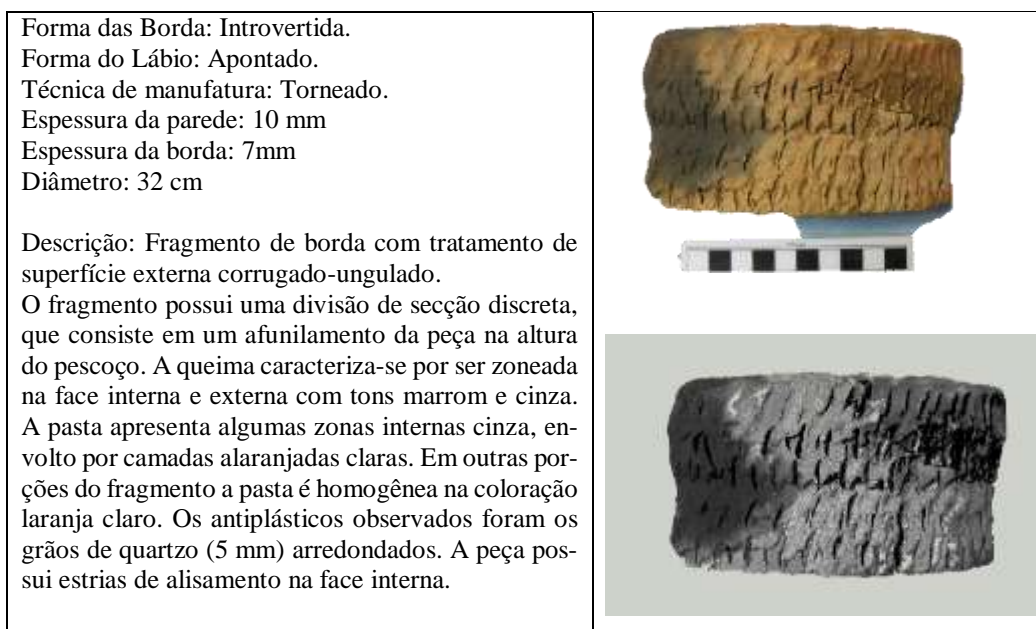 Forma das Borda: Introvertida.
Forma do Lábio: Apontado.
Técnica de manufatura: Torneado.
Espessura da parede: 10 mm
Espessura da borda: 7mm
Diâmetro: 32 cm
Descrição: Fragmento de borda com tratamento de
superfície externa corrugado-ungulado.
O fragmento possui uma divisão de secção discreta,
que consiste em um afunilamento da peça na altura
do pescoço. A queima caracteriza-se por ser zoneada
na face interna e externa com tons marrom e cinza.
A pasta apresenta algumas zonas internas cinza, en-
volto por camadas alaranjadas claras. Em outras por-
ções do fragmento a pasta é homogênea na coloração
laranja claro. Os antiplásticos observados foram os
grãos de quartzo (5 mm) arredondados. A peça pos-
sui estrias de alisamento na face interna.